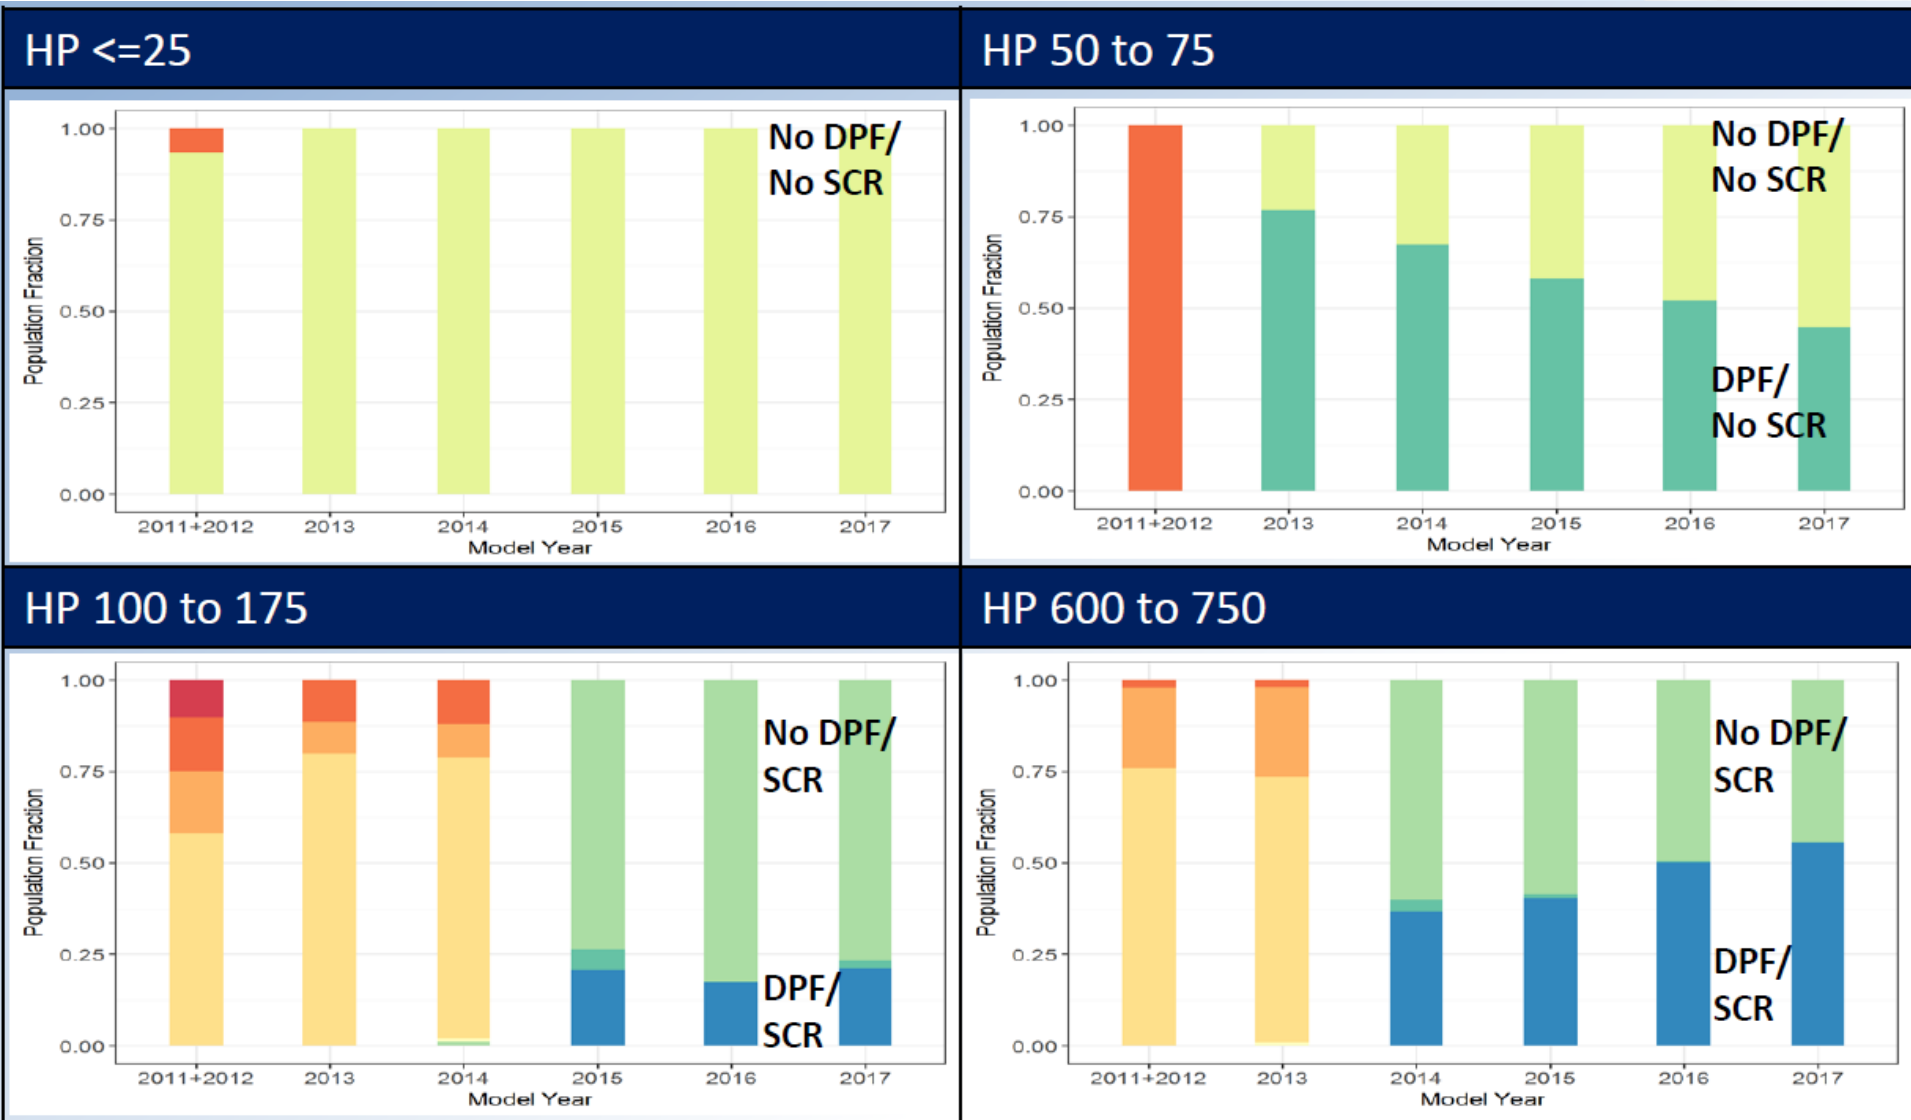 HP <=25
1.00
0.75
0.50
0.25
0.00
Population Fraction
No DPF/
No SCR
2011+2012 2013 2014 2015 2016 2017
Model Year
HP 50 to 75
1.00
0.75
0.50
0.25
0.00
Population Fraction
No DPF/
No SCR
DPF/
No SCR
2011+2012 2013 2014 2015 2016 2017
Model Year
HP 100 to 175
1.00
0.75
0.50
0.25
0.00
Population Fraction
No DPF/
SCR
DPF/
SCR
2011+2012 2013 2014 2015 2016 2017
Model Year
HP 600 to 750
1.00
0.75
0.50
0.25
0.00
Population Fraction
No DPF/
SCR
DPF/
SCR
2011+2012 2013 2014 2015 2016 2017
Model Year